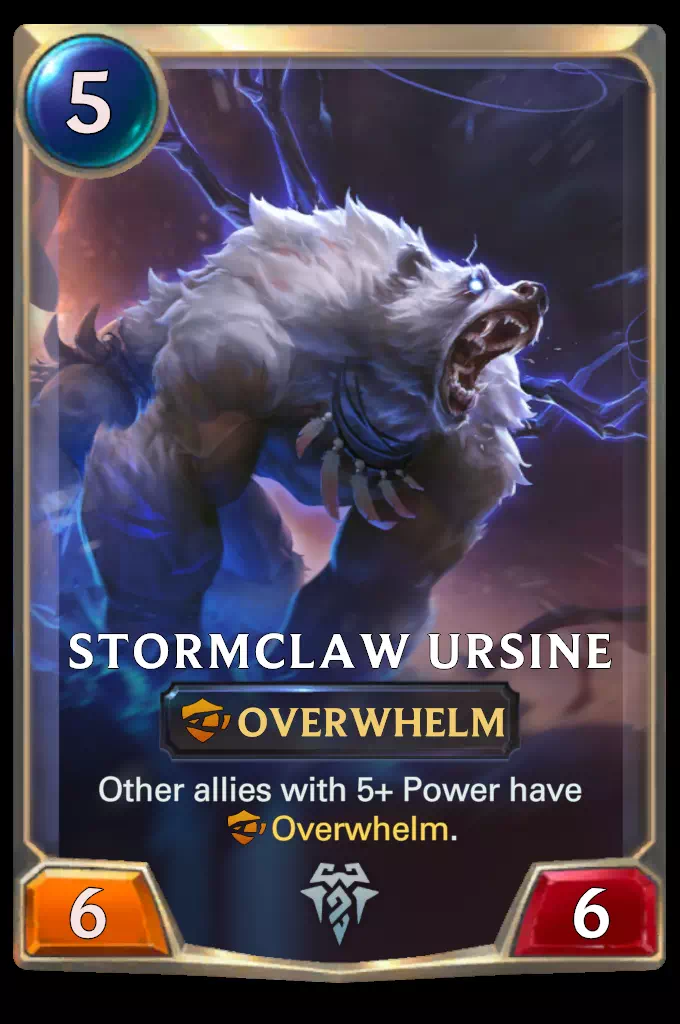 5
STORMCLAW URSINE
OVERWHELM
Other allies with 5+ Power have
Overwhelm.
6 6